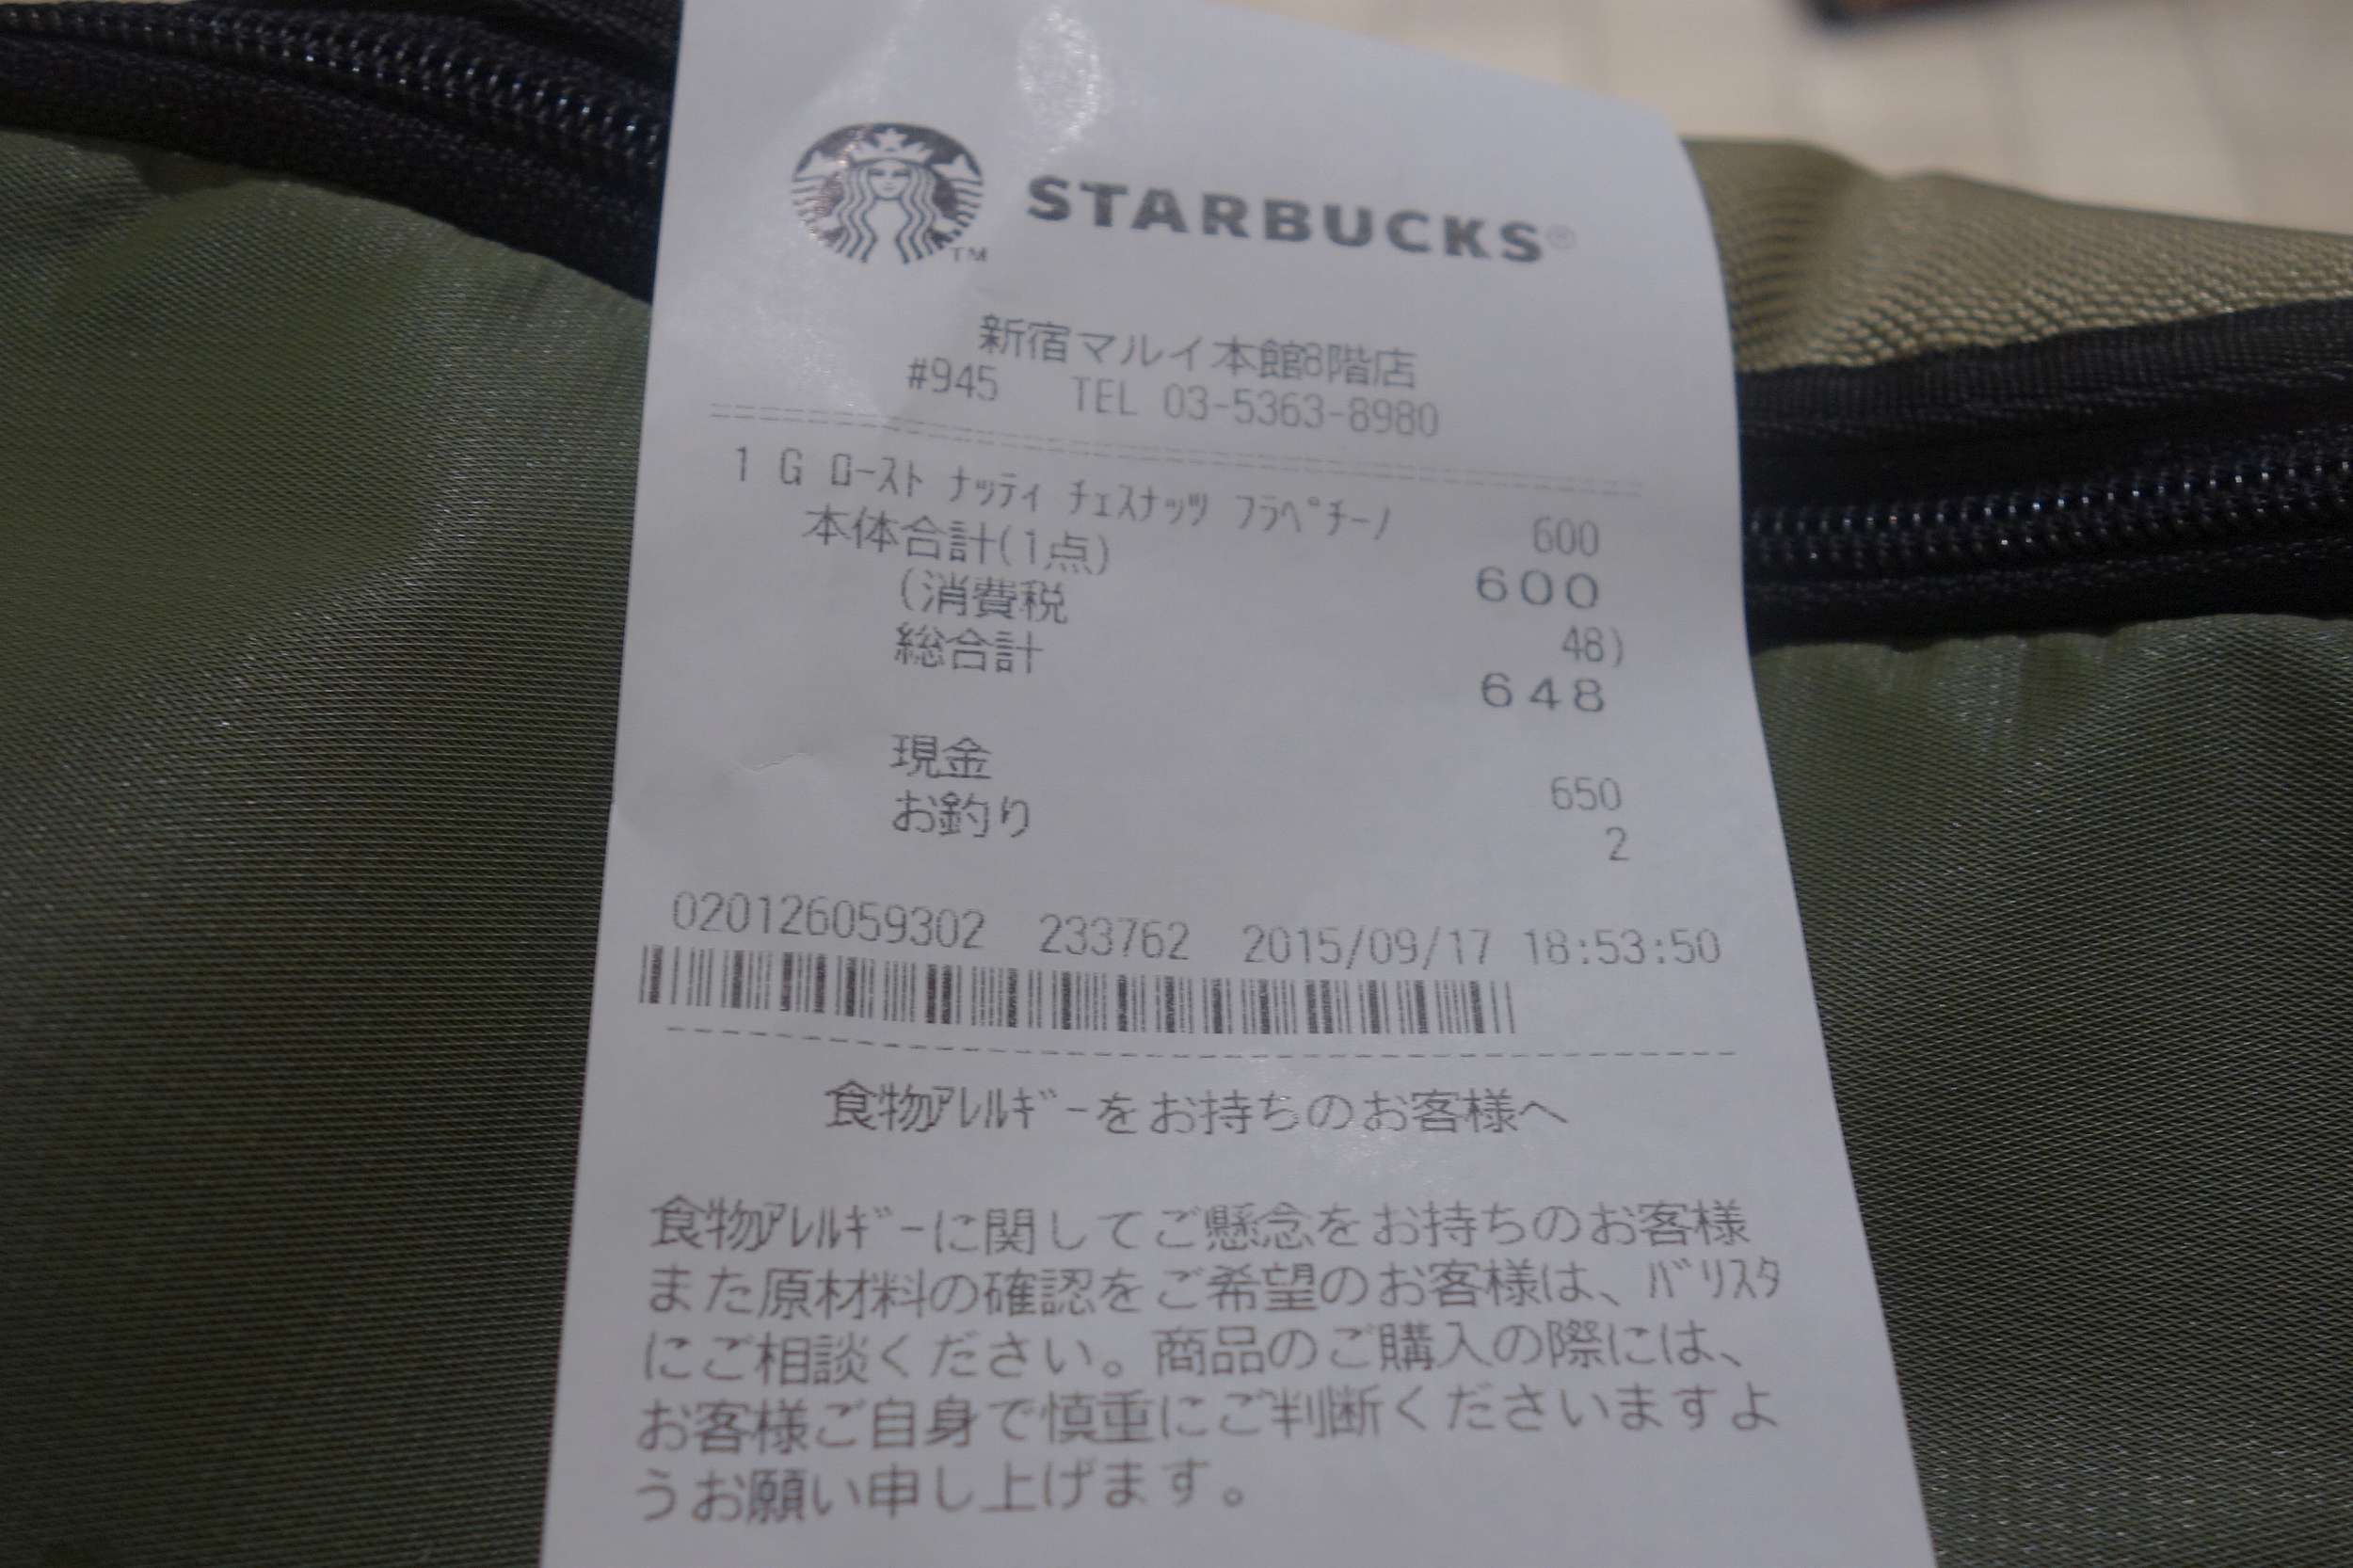 STARBUCKS®
TM
新宿マルイ本館8階店
#945 TEL 03-5363-8980
1 G ﾛｰｽﾄ ﾅｯﾃｨ ﾁｪｽﾅｯﾂ ﾌﾗﾍﾟﾁｰﾉ 600
本体合計(1点) 600
(消費税 48)
総合計 648
現金 650
お釣り 2
020126059302 233762 2015/09/17 18:53:50
食物ｱﾚﾙｷﾞｰをお持ちのお客様へ
食物ｱﾚﾙｷﾞｰに関してご懸念をお持ちのお客様
また原材料の確認をご希望のお客様は、ﾊﾞﾘｽﾀ
にご相談ください。商品のご購入の際には、
お客様ご自身で慎重にご判断くださいますよ
うお願い申し上げます。